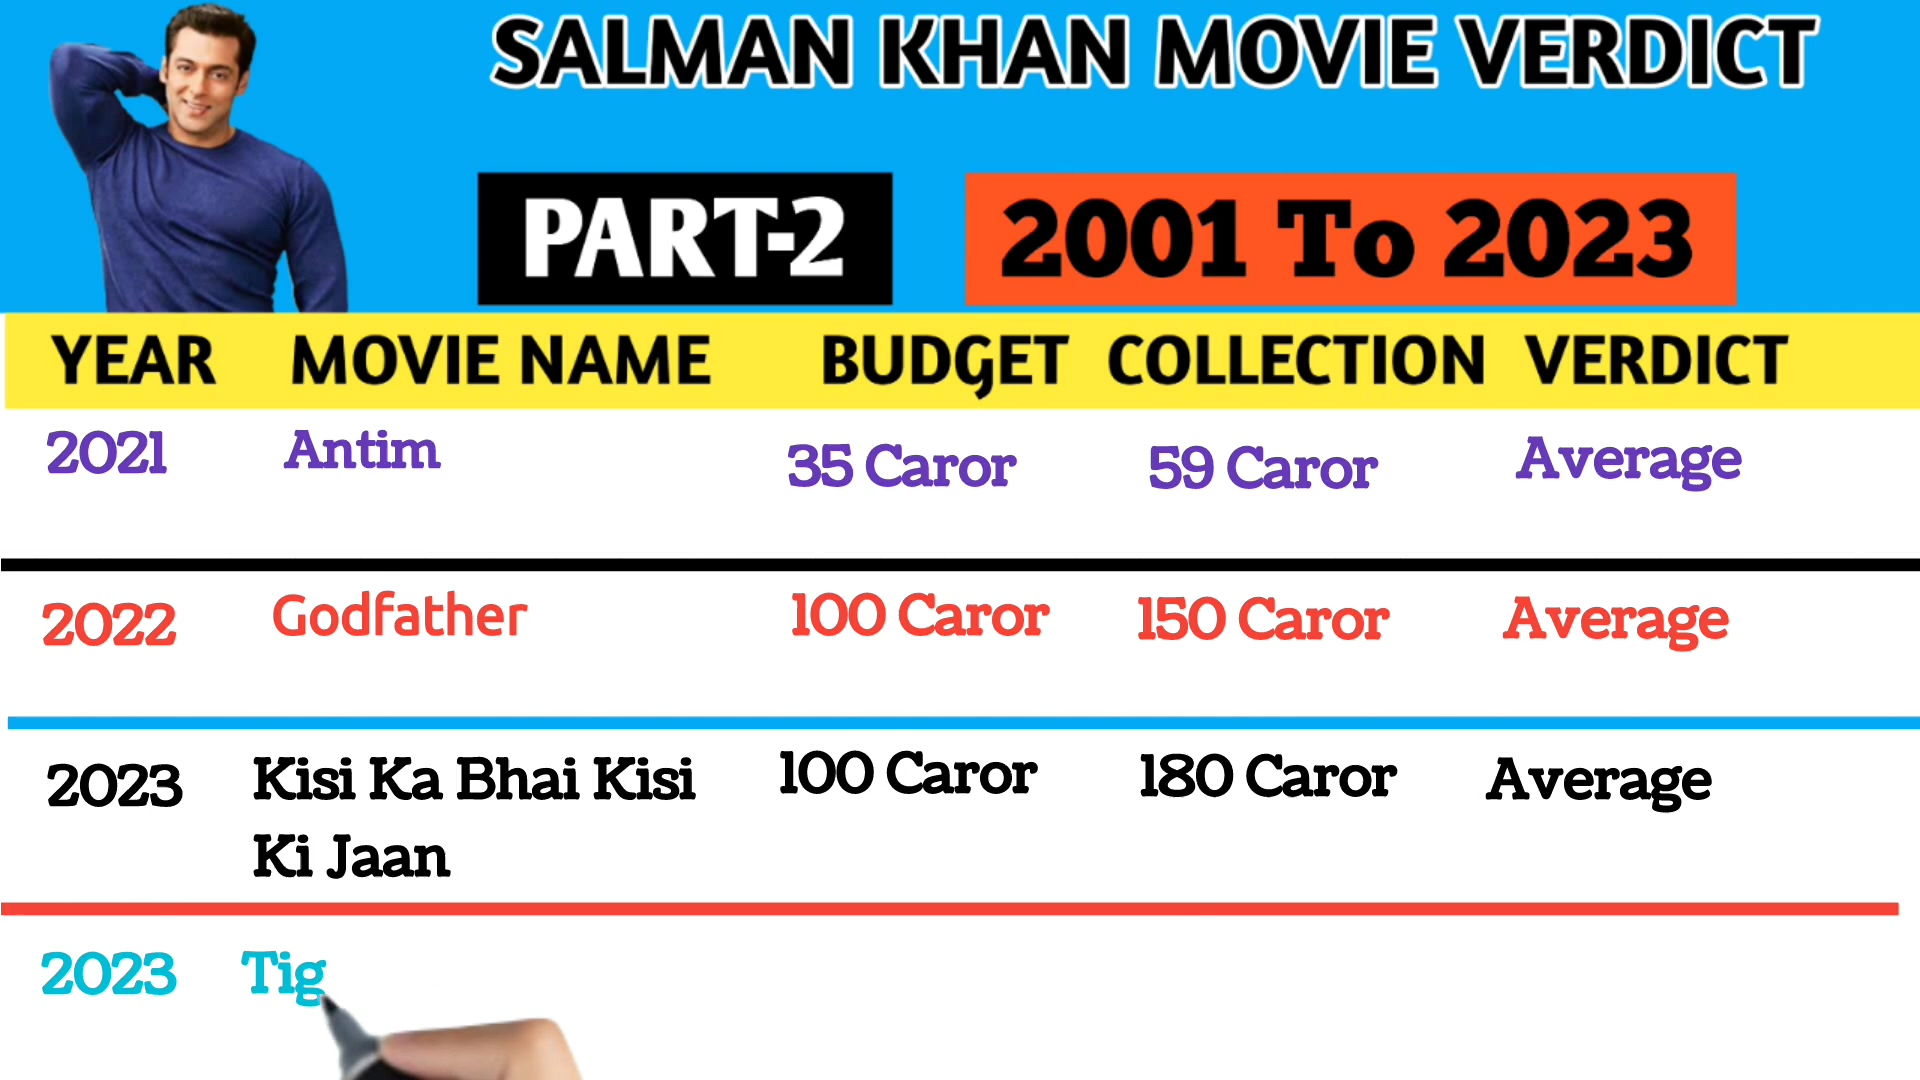 SALMAN KHAN MOVIE VERDICT
PART-2 2001 To 2023
YEAR MOVIE NAME BUDGET COLLECTION VERDICT
2021 Antim 35 Caror 59 Caror Average
2022 Godfather 100 Caror 150 Caror Average
2023 Kisi Ka Bhai Kisi 100 Caror 180 Caror Average
Ki Jaan
2023 Tig